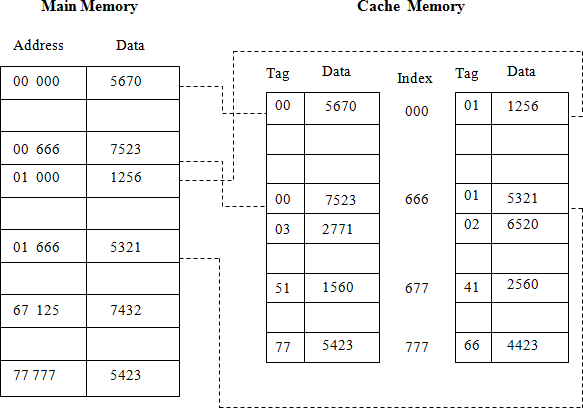 Main Memory
Cache Memory
Address Data
Tag Data Index Tag Data
00 000 5670
00 5670 000 01 1256
00 666 7523
01 000 1256
00 7523 666 01 5321
03 2771 02 6520
01 666 5321
51 1560 677 41 2560
67 125 7432
77 5423 777 66 4423
77 777 5423